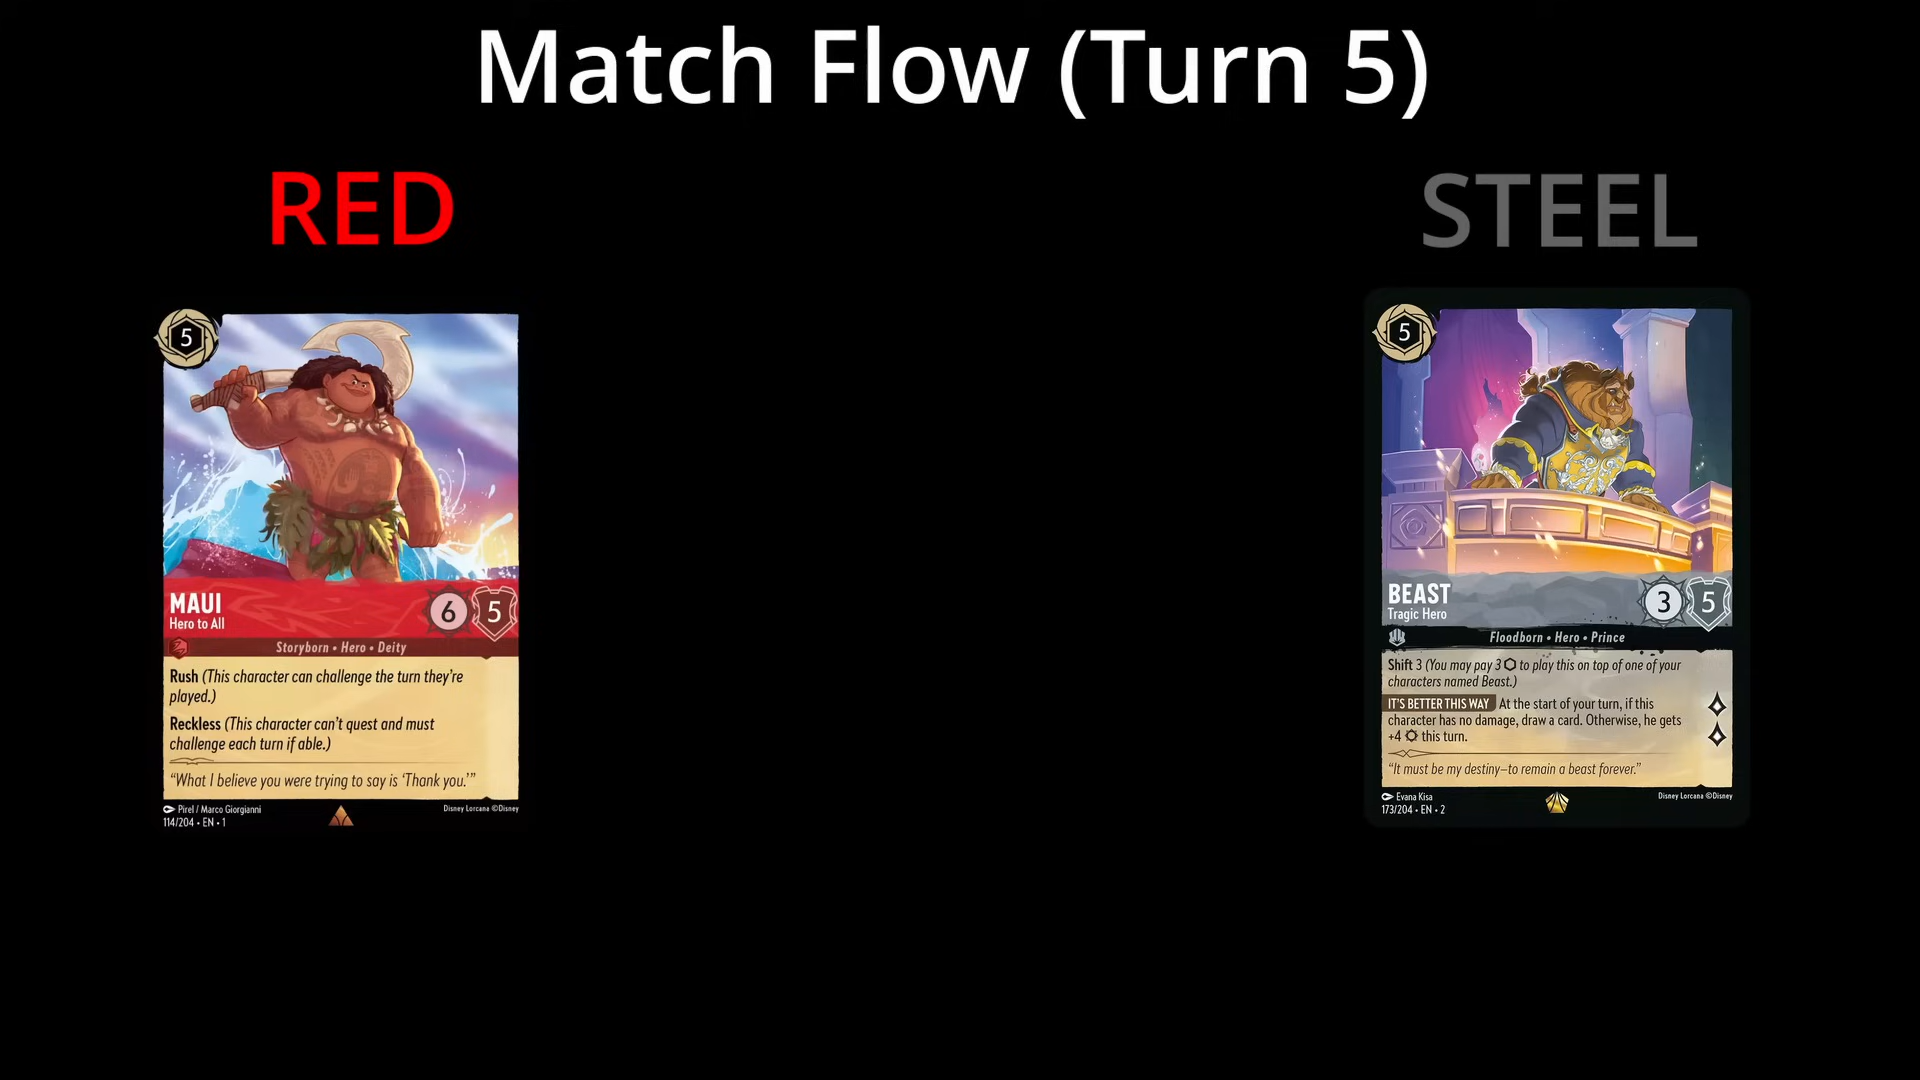 Match Flow (Turn 5)
RED
STEEL
5
MAUI
Hero to All
6
5
Storyborn • Hero • Deity
Rush (This character can challenge the turn they're
played.)
Reckless (This character can't quest and must
challenge each turn if able.)
“What I believe you were trying to say is ‘Thank you.’”
Pirel / Marco Giorgianni
Disney Lorcana ©Disney
114/204 • EN • 1
5
BEAST
Tragic Hero
3
5
Floodborn • Hero • Prince
Shift 3 (You may pay 3 to play this on top of one of your
characters named Beast.)
IT'S BETTER THIS WAY At the start of your turn, if this
character has no damage, draw a card. Otherwise, he gets
+4 this turn.
“It must be my destiny—to remain a beast forever.”
Evana Kisa
Disney Lorcana ©Disney
173/204 • EN • 2